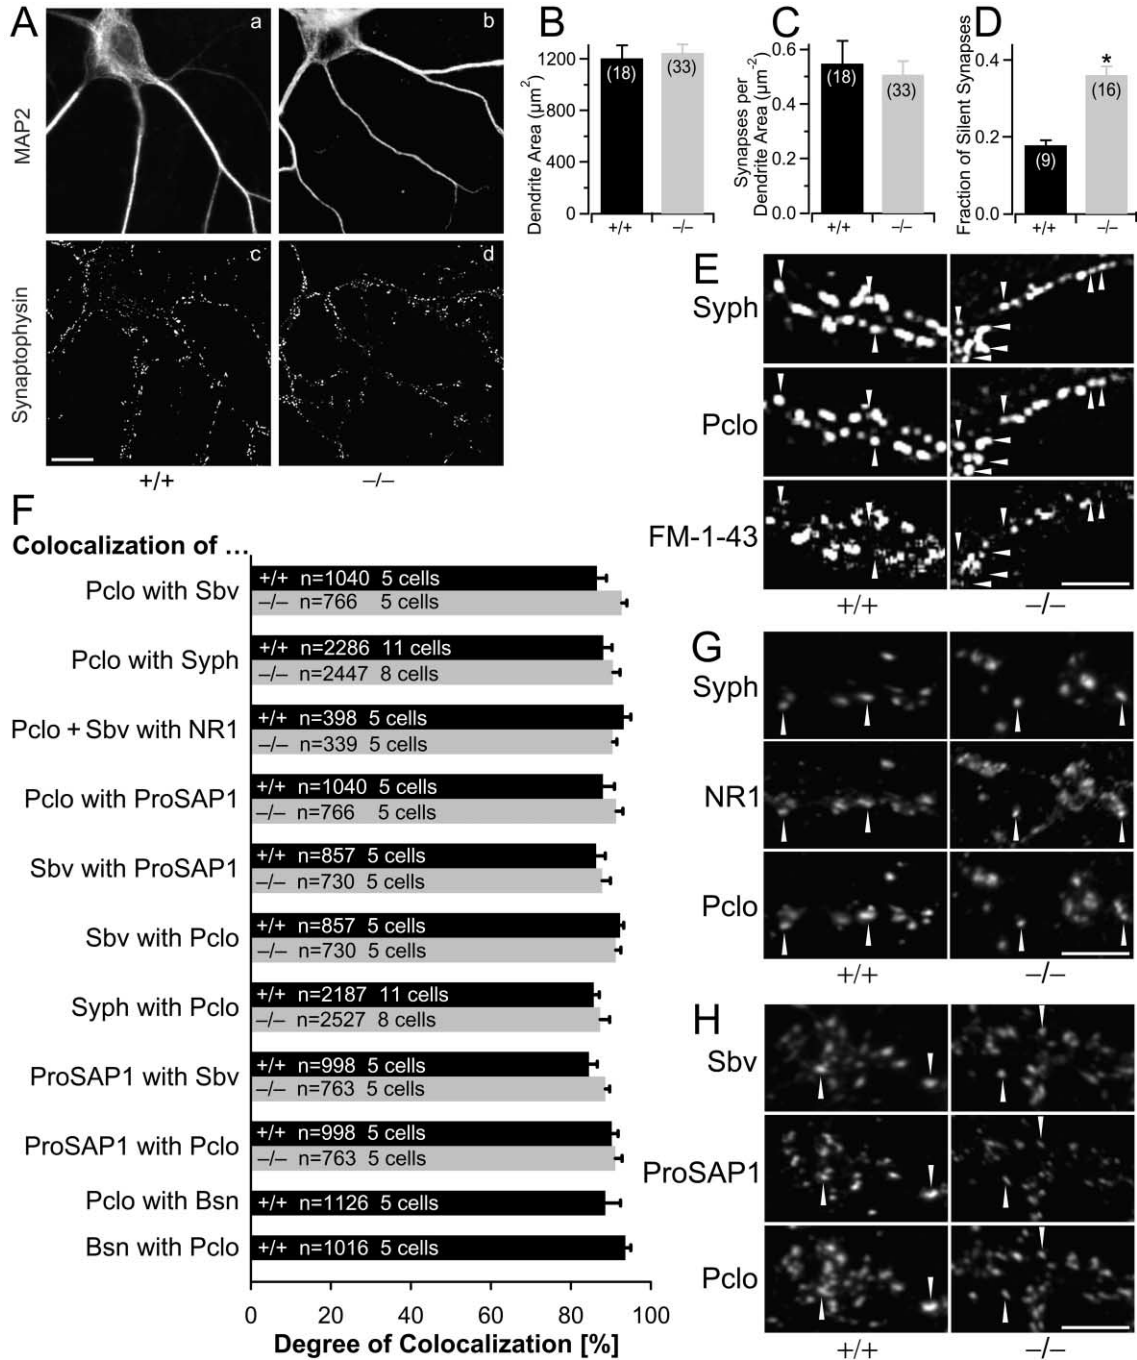 A
a
b
MAP2
c
d
Synaptophysin
+/+
–/–
B
Dendrite Area (µm²)
1200
800
400
0
(18)
(33)
+/+
–/–
C
Synapses per
Dendrite Area (µm⁻²)
0.6
0.4
0.2
0.0
(18)
(33)
+/+
–/–
D
Fraction of Silent Synapses
0.4
0.2
0.0
*
(9)
(16)
+/+
–/–
E
Syph
Pclo
FM-1-43
+/+
–/–
F
Colocalization of ...
Pclo with Sbv
+/+ n=1040 5 cells
–/– n=766 5 cells
Pclo with Syph
+/+ n=2286 11 cells
–/– n=2447 8 cells
Pclo + Sbv with NR1
+/+ n=398 5 cells
–/– n=339 5 cells
Pclo with ProSAP1
+/+ n=1040 5 cells
–/– n=766 5 cells
Sbv with ProSAP1
+/+ n=857 5 cells
–/– n=730 5 cells
Sbv with Pclo
+/+ n=857 5 cells
–/– n=730 5 cells
Syph with Pclo
+/+ n=2187 11 cells
–/– n=2527 8 cells
ProSAP1 with Sbv
+/+ n=998 5 cells
–/– n=763 5 cells
ProSAP1 with Pclo
+/+ n=998 5 cells
–/– n=763 5 cells
Pclo with Bsn
+/+ n=1126 5 cells
Bsn with Pclo
+/+ n=1016 5 cells
0 20 40 60 80 100
Degree of Colocalization [%]
G
Syph
NR1
Pclo
+/+
–/–
H
Sbv
ProSAP1
Pclo
+/+
–/–